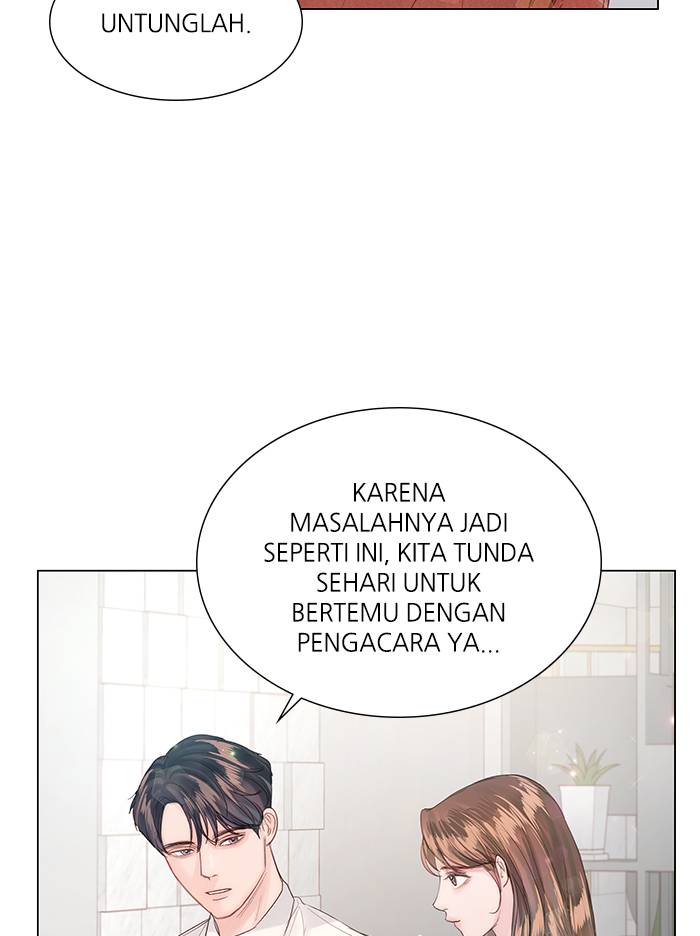 UNTUNGLAH.
KARENA
MASALAHNYA JADI
SEPERTI INI, KITA TUNDA
SEHARI UNTUK
BERTEMU DENGAN
PENGACARA YA...